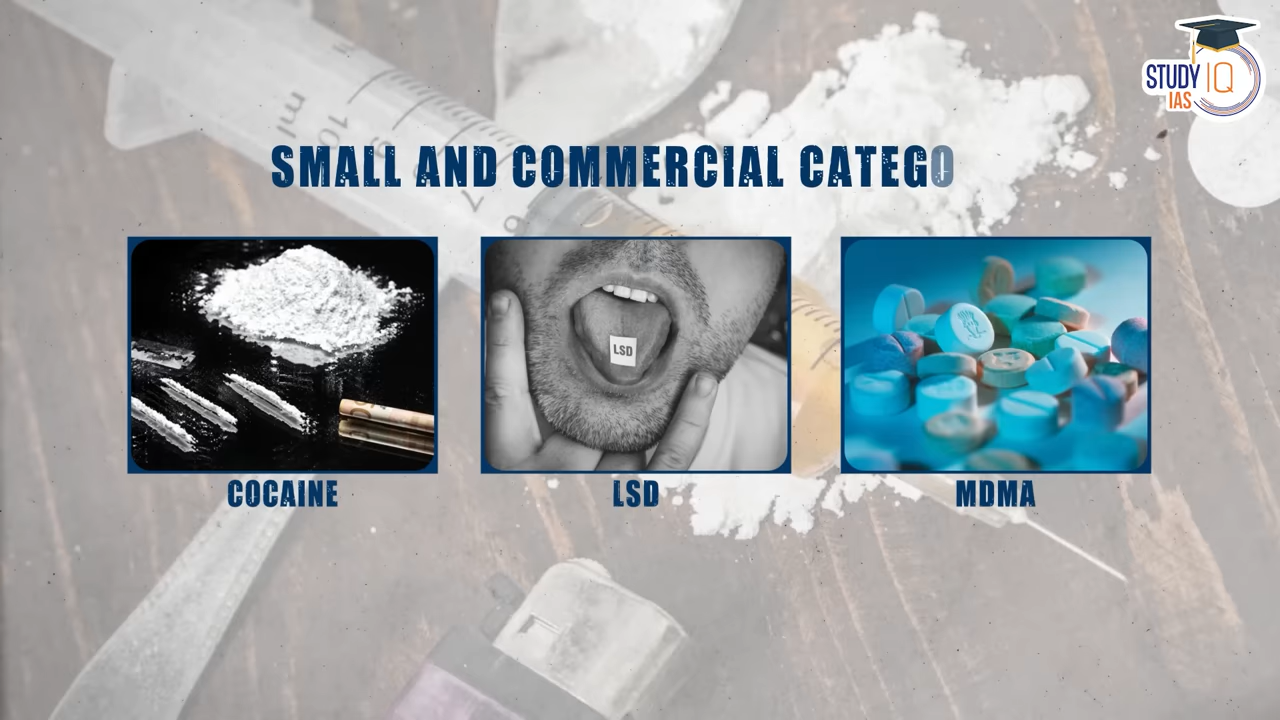 STUDY IQ
IAS
SMALL AND COMMERCIAL CATEGO
LSD
COCAINE
LSD
MDMA